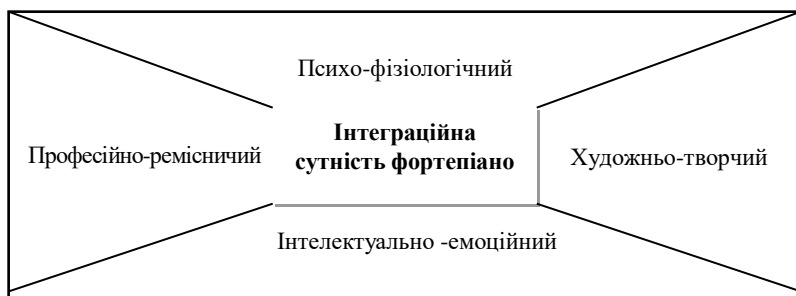 Психо-фізіологічний
Професійно-ремісничий
Інтеграційна
сутність фортепіано
Художньо-творчий
Інтелектуально -емоційний